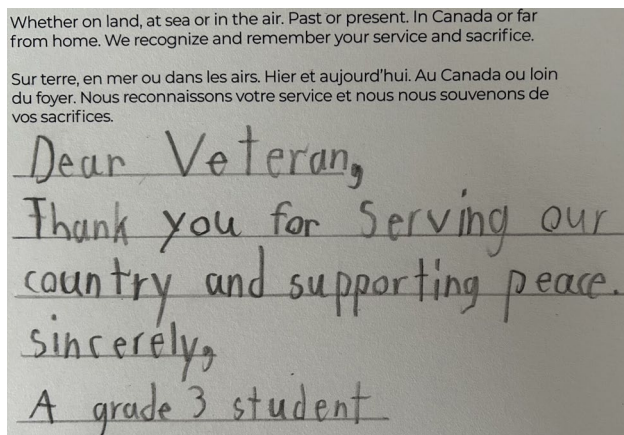 Whether on land, at sea or in the air. Past or present. In Canada or far
from home. We recognize and remember your service and sacrifice.
Sur terre, en mer ou dans les airs. Hier et aujourd'hui. Au Canada ou loin
du foyer. Nous reconnaissons votre service et nous nous souvenons de
vos sacrifices.
Dear Veteran,
Thank you for Serving our
country and supporting peace.
sincerely,
A grade 3 student